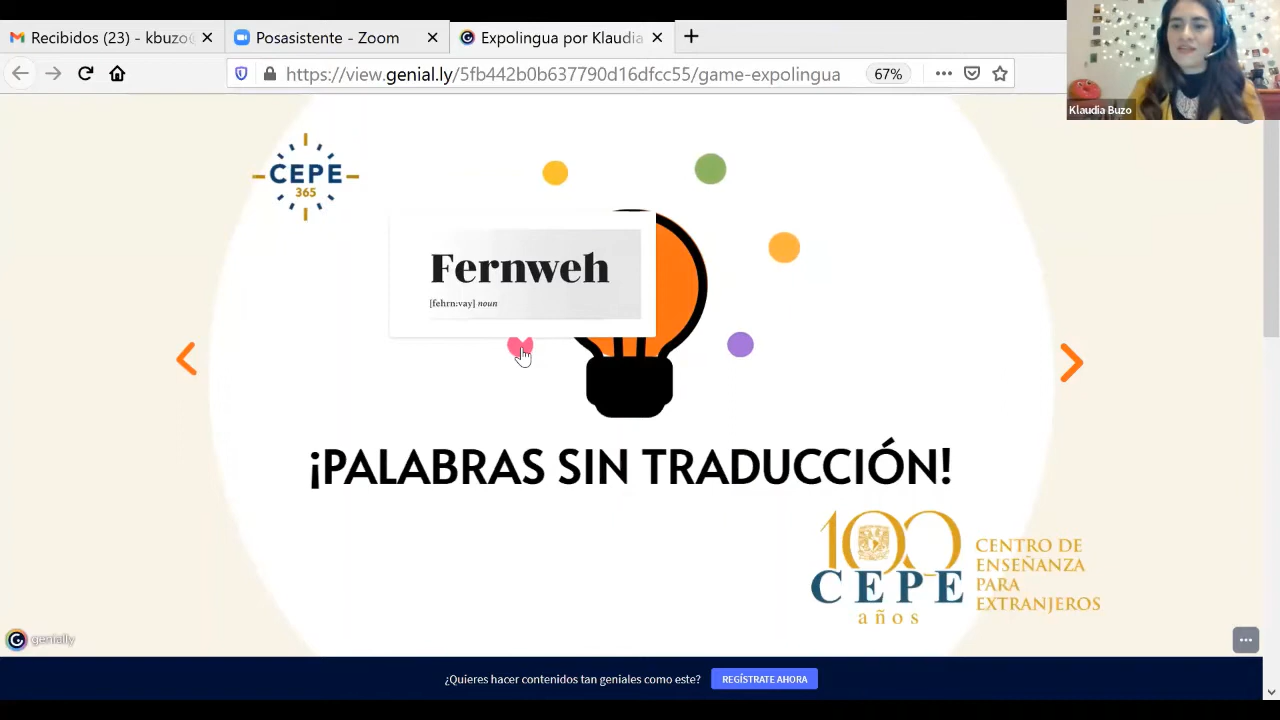 Recibidos (23) - kbuzo
Posasistente - Zoom
Expolingua por Klaudia
https://view.genial.ly/5fb442b0b637790d16dfcc55/game-expolingua
67%
Klaudia Buzo
CEPE
365
Fernweh
[fehrn:vay] noun
¡PALABRAS SIN TRADUCCIÓN!
100
CEPE
años
CENTRO DE
ENSEÑANZA
PARA
EXTRANJEROS
genially
¿Quieres hacer contenidos tan geniales como este?
REGÍSTRATE AHORA